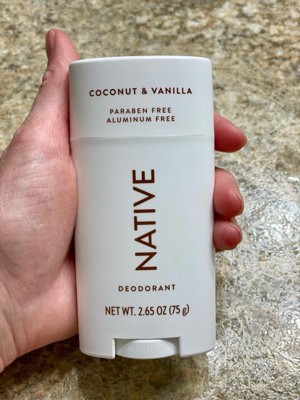 COCONUT & VANILLA
PARABEN FREE
ALUMINUM FREE
NATIVE
DEODORANT
NET WT. 2.65 OZ (75 g)